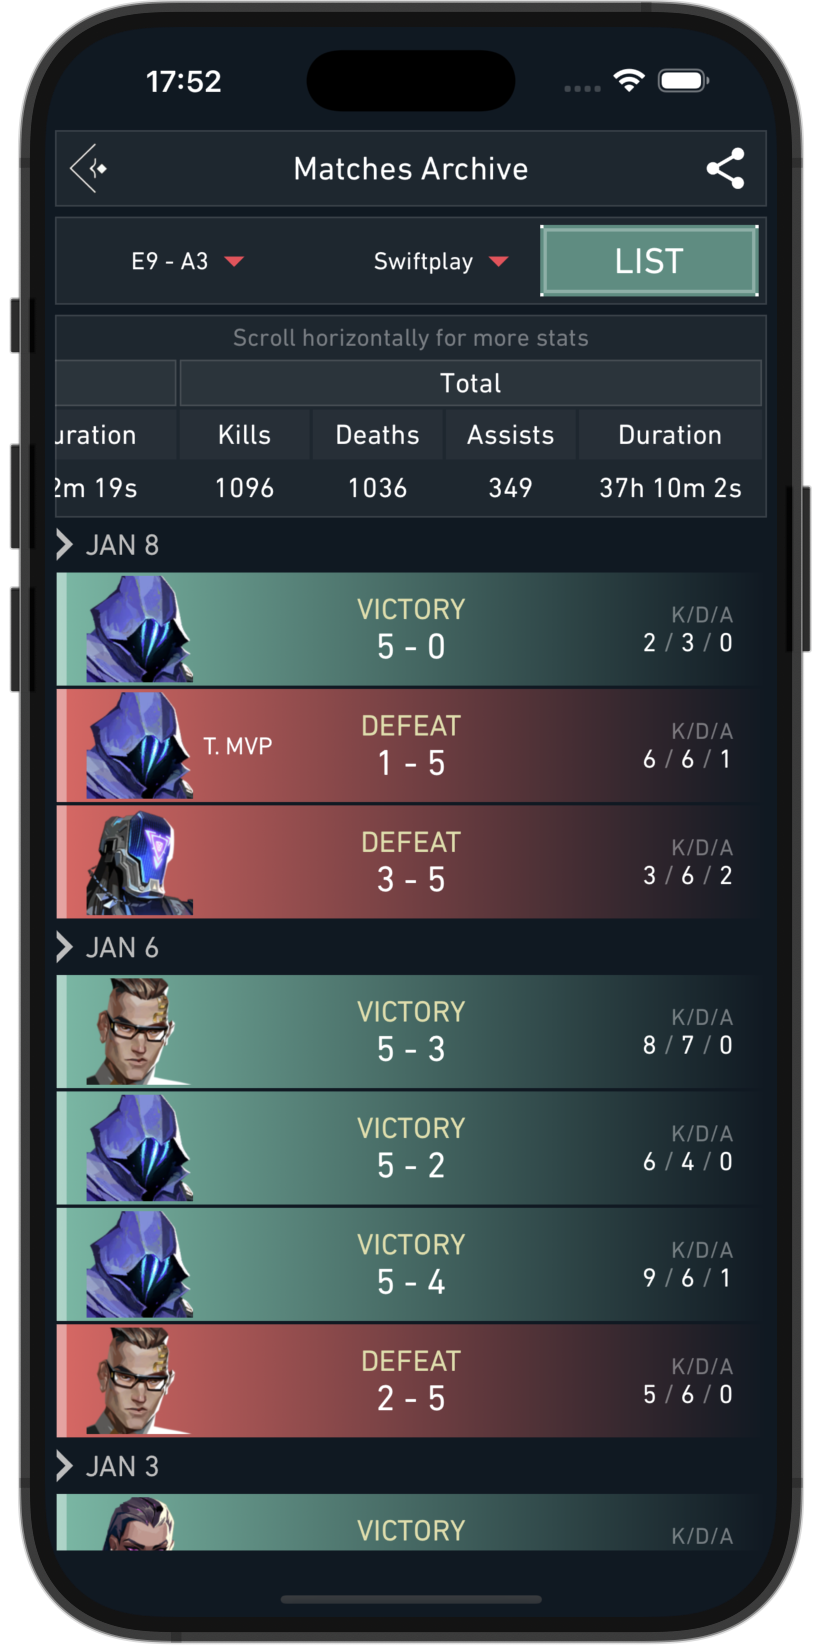 17:52
Matches Archive
E9 - A3 Swiftplay LIST
Scroll horizontally for more stats
Total
uration Kills Deaths Assists Duration
2m 19s 1096 1036 349 37h 10m 2s
JAN 8
VICTORY
5 - 0
K/D/A
2 / 3 / 0
T. MVP
DEFEAT
1 - 5
K/D/A
6 / 6 / 1
DEFEAT
3 - 5
K/D/A
3 / 6 / 2
JAN 6
VICTORY
5 - 3
K/D/A
8 / 7 / 0
VICTORY
5 - 2
K/D/A
6 / 4 / 0
VICTORY
5 - 4
K/D/A
9 / 6 / 1
DEFEAT
2 - 5
K/D/A
5 / 6 / 0
JAN 3
VICTORY
K/D/A